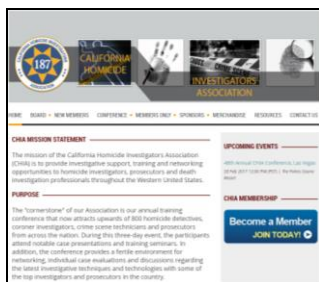 187
CALIFORNIA
HOMICIDE
INVESTIGATORS
ASSOCIATION
HOME BOARD NEW MEMBERS CONFERENCE MEMBERS ONLY SPONSORS MERCHANDISE RESOURCES CONTACT US
CHIA MISSION STATEMENT
The mission of the California Homicide Investigators Association
(CHIA) is to provide investigative support, training and networking
opportunities to homicide investigators, prosecutors and death
investigation professionals throughout the Western United States.
PURPOSE
The "cornerstone" of our Association is our annual training
conference that now attracts upwards of 800 homicide detectives,
coroner investigators, crime scene technicians and prosecutors
from across the nation. During this three-day event, the participants
attend notable case presentations and training seminars. In
addition, the conference provides a fertile environment for
networking, individual case evaluations and discussions regarding
the latest investigative techniques and technologies with some of
the top investigators and prosecutors in the country.
UPCOMING EVENTS
Annual CHIA Conference, Las Vegas
2017
CHIA MEMBERSHIP
Become a Member
JOIN TODAY!